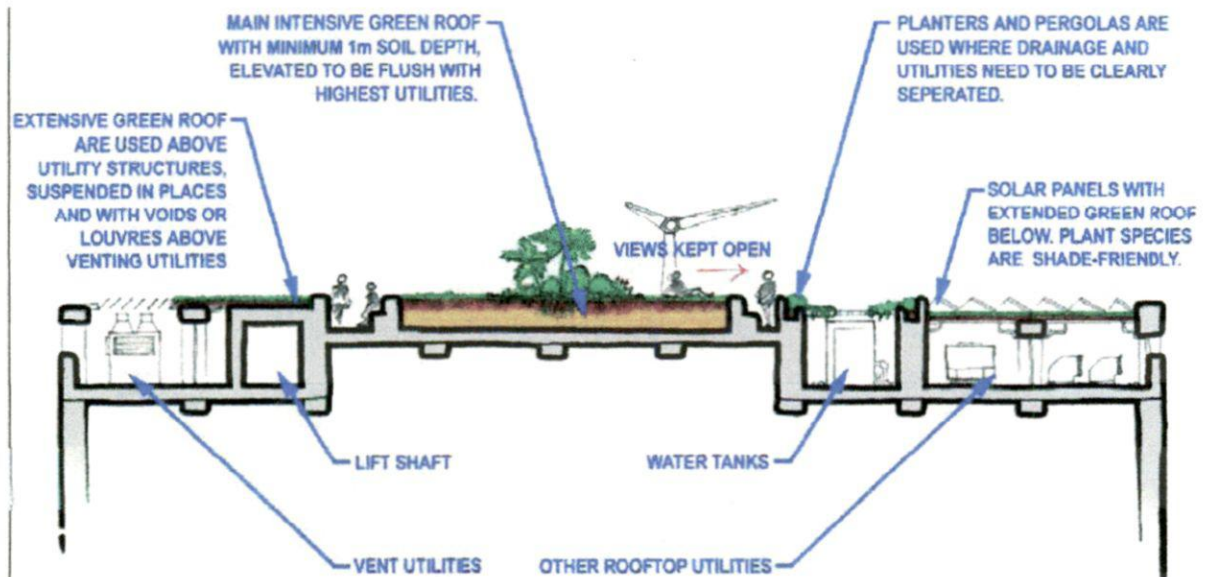 MAIN INTENSIVE GREEN ROOF
WITH MINIMUM 1m SOIL DEPTH,
ELEVATED TO BE FLUSH WITH
HIGHEST UTILITIES.
PLANTERS AND PERGOLAS ARE
USED WHERE DRAINAGE AND
UTILITIES NEED TO BE CLEARLY
SEPERATED.
EXTENSIVE GREEN ROOF
ARE USED ABOVE
UTILITY STRUCTURES,
SUSPENDED IN PLACES
AND WITH VOIDS OR
LOUVRES ABOVE
VENTING UTILITIES
SOLAR PANELS WITH
EXTENDED GREEN ROOF
BELOW. PLANT SPECIES
ARE SHADE-FRIENDLY.
VIEWS KEPT OPEN
LIFT SHAFT
WATER TANKS
VENT UTILITIES
OTHER ROOFTOP UTILITIES